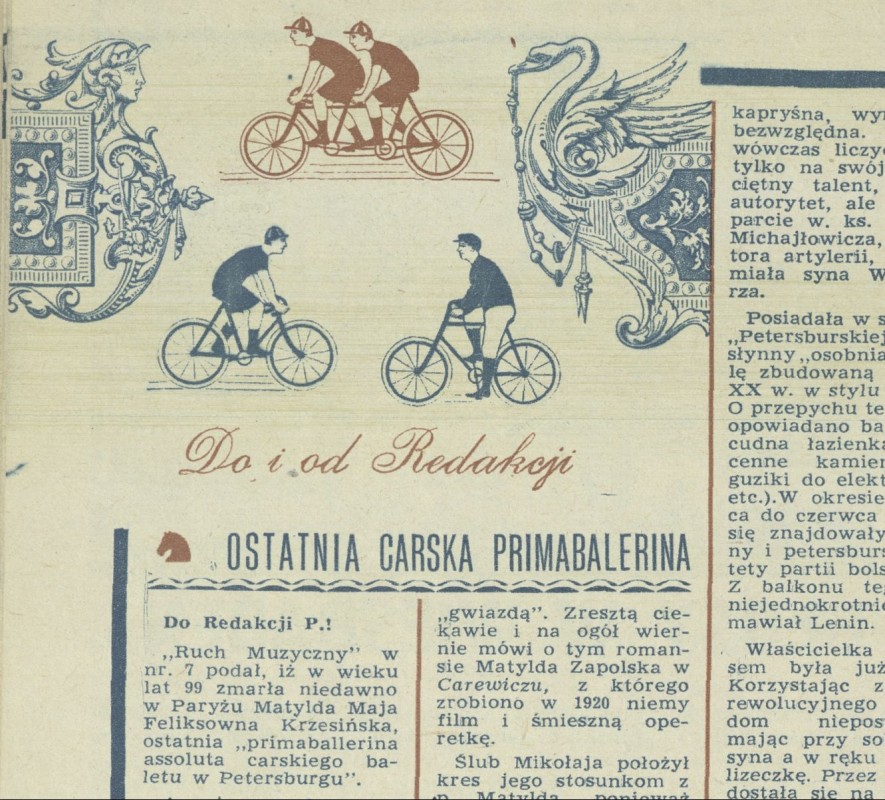 Do i od Redakcji
OSTATNIA CARSKA PRIMABALERINA
Do Redakcji P.!
„Ruch Muzyczny” w
nr. 7 podał, iż w wieku
lat 99 zmarła niedawno
w Paryżu Matylda Maja
Feliksowna Krzesińska,
ostatnia „primaballerina
assoluta carskiego ba-
letu w Petersburgu”.
„gwiazdą”. Zresztą cie-
kawie i na ogół wier-
nie mówi o tym roman-
sie Matylda Zapolska w
Carewiczu, z którego
zrobiono w 1920 niemy
film i śmieszną ope-
retkę.
Ślub Mikołaja położył
kres jego stosunkom z
p. Matyldą, ponieważ
kapryśna,
bezwzględna.
wówczas
tylko na swój
ciętny talent,
autorytet, ale
parcie w. ks.
Michajłowicza,
tora artylerii,
miała syna
rza.
Posiadała w
„Petersburskiej
słynny
lę zbudowaną
XX w. w stylu
O przepychu
opowiadano
cudna łazienka
cenne
guziki do
etc.). W okresie
ca do czerwca
się znajdowały
ny i
tety partii
Z balkonu
mawiał Lenin.
Właścicielka
sem była już
Korzystając z
rewolucyjnego
dom
mając przy
syna a w ręku
lizeczkę. Przez
dostała się na